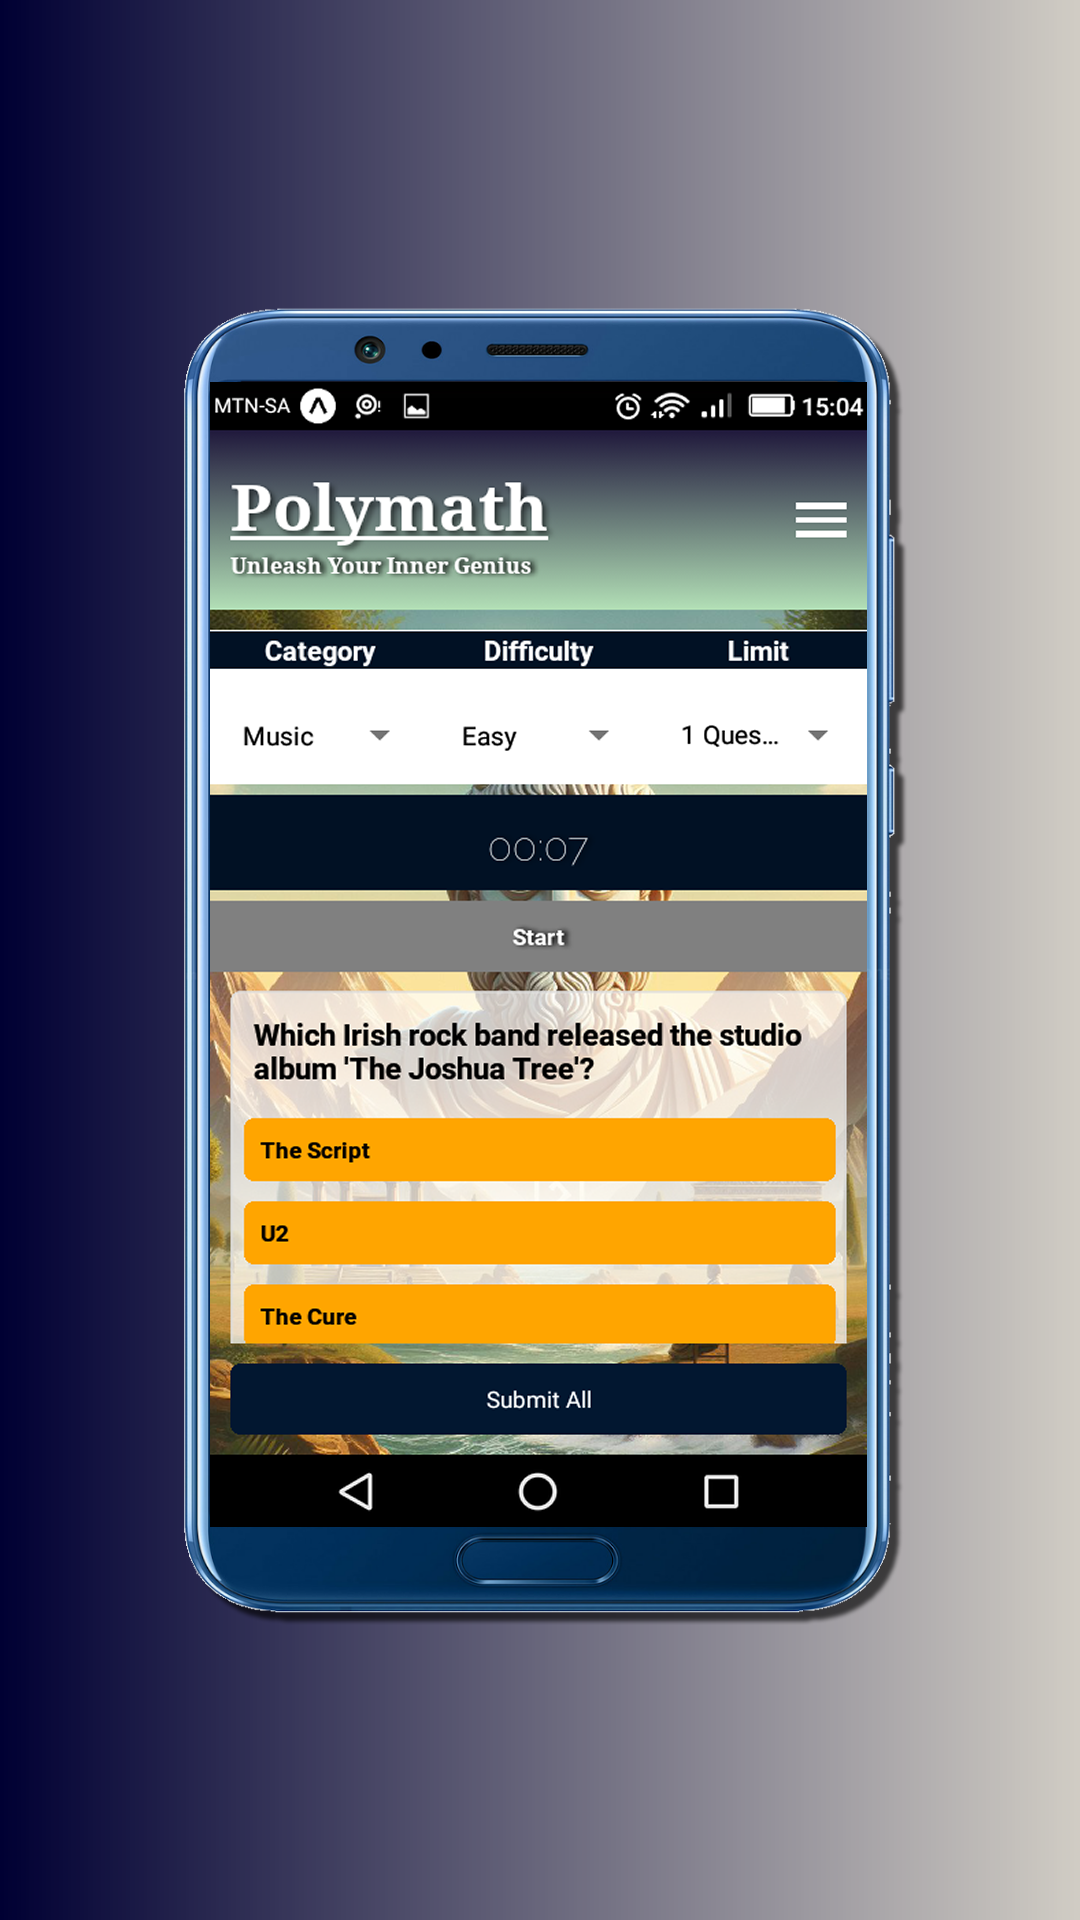 MTN-SA
15:04
Polymath
Unleash Your Inner Genius
Category Difficulty Limit
Music Easy 1 Ques...
00:07
Start
Which Irish rock band released the studio
album 'The Joshua Tree'?
The Script
U2
The Cure
Submit All